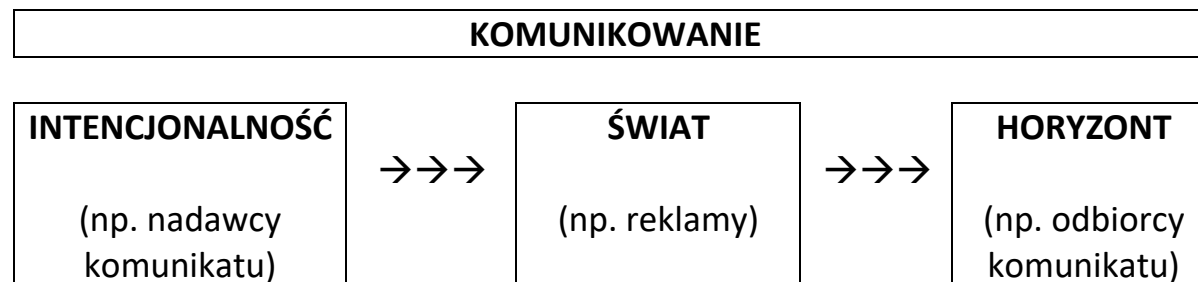 KOMUNIKOWANIE
INTENCJONALNOŚĆ
(np. nadawcy
komunikatu)
→→→
ŚWIAT
(np. reklamy)
→→→
HORYZONT
(np. odbiorcy
komunikatu)